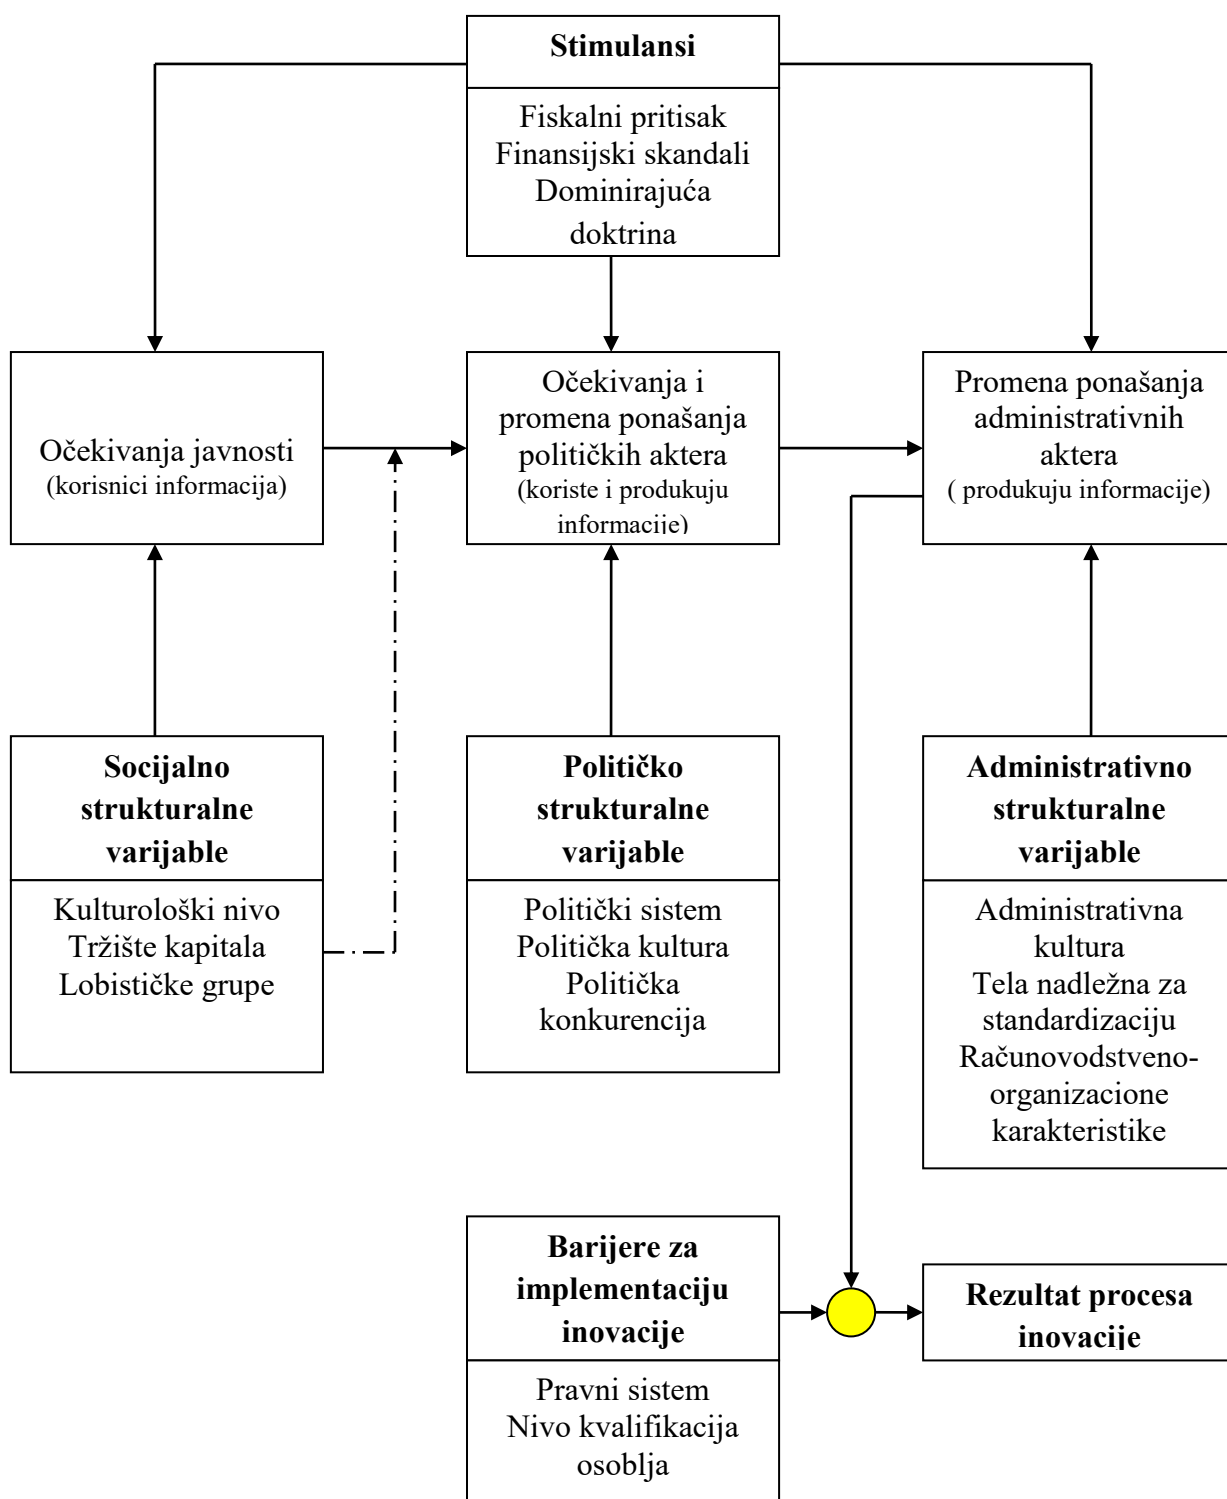 Stimulansi
Fiskalni pritisak
Finansijski skandali
Dominirajuća
doktrina
Očekivanja javnosti
(korisnici informacija)
Očekivanja i
promena ponašanja
političkih aktera
(koriste i produkuju
informacije)
Promena ponašanja
administrativnih
aktera
( produkuju informacije)
Socijalno
strukturalne
varijable
Kulturološki nivo
Tržište kapitala
Lobističke grupe
Političko
strukturalne
varijable
Politički sistem
Politička kultura
Politička
konkurencija
Administrativno
strukturalne
varijable
Administrativna
kultura
Tela nadležna za
standardizaciju
Računovodstveno-
organizacione
karakteristike
Barijere za
implementaciju
inovacije
Pravni sistem
Nivo kvalifikacija
osoblja
Rezultat procesa
inovacije